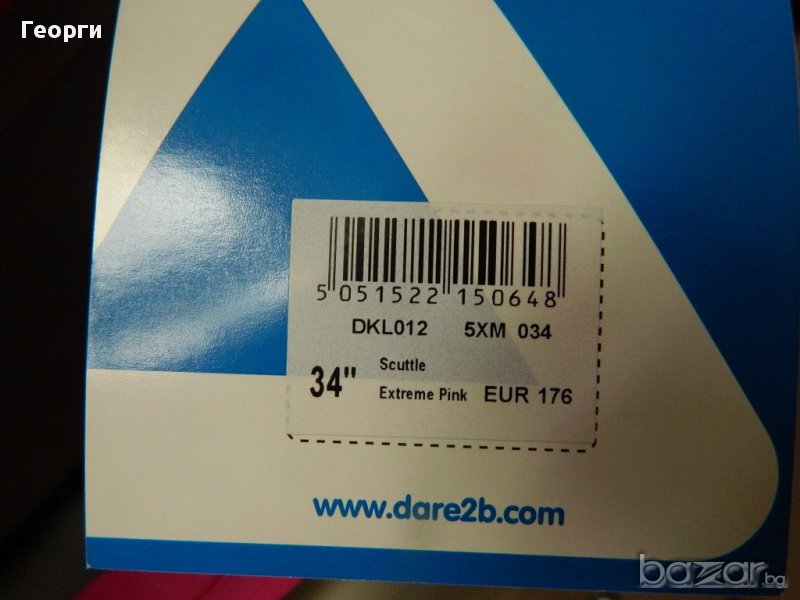 Георги
5 051522 150648
DKL012 5XM 034
Scuttle
34" Extreme Pink EUR 176
www.dare2b.com
bazar.bg